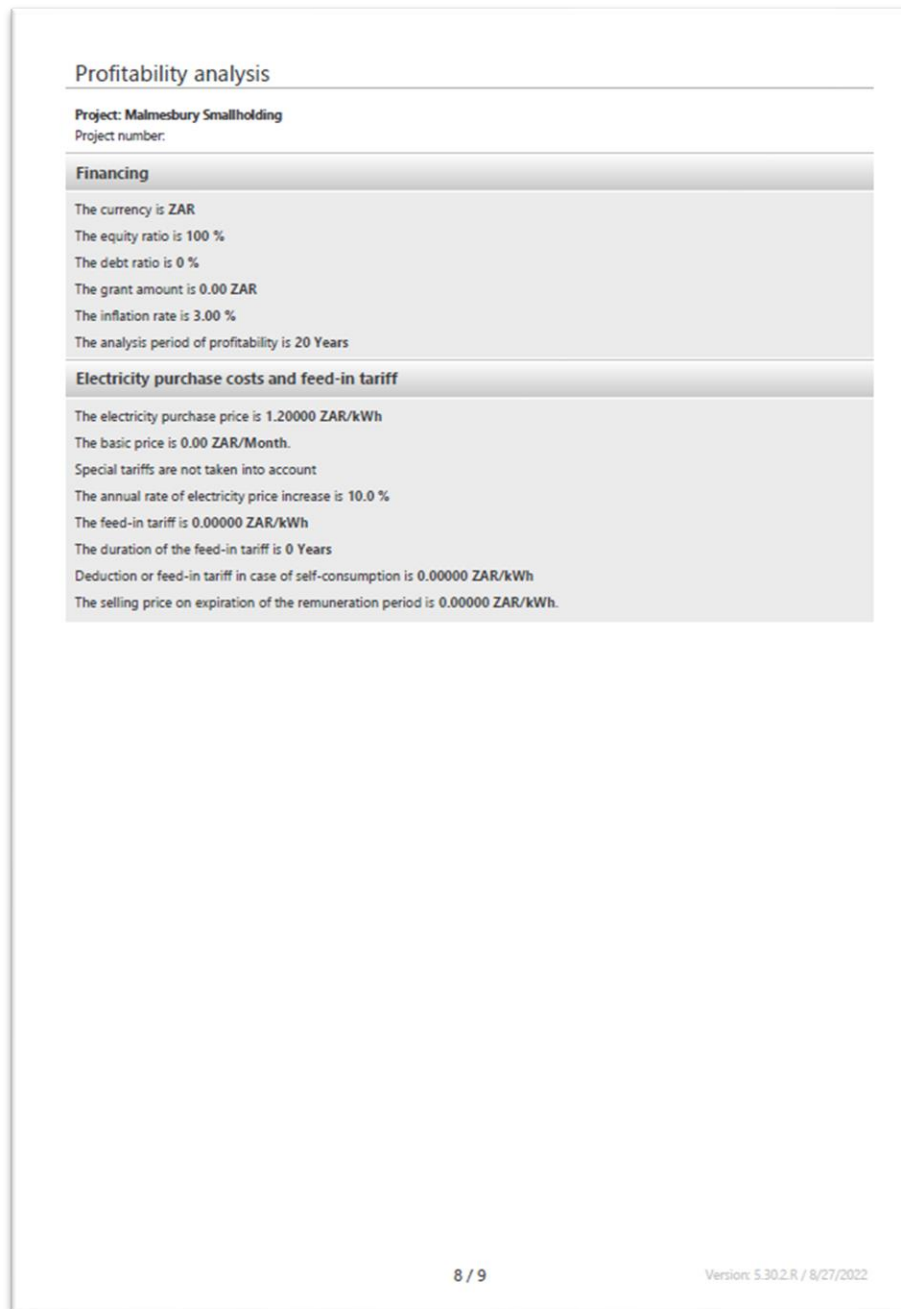 Profitability analysis
Project: Malmesbury Smallholding
Project number:
Financing
The currency is ZAR
The equity ratio is 100 %
The debt ratio is 0 %
The grant amount is 0.00 ZAR
The inflation rate is 3.00 %
The analysis period of profitability is 20 Years
Electricity purchase costs and feed-in tariff
The electricity purchase price is 1.20000 ZAR/kWh
The basic price is 0.00 ZAR/Month.
Special tariffs are not taken into account
The annual rate of electricity price increase is 10.0 %
The feed-in tariff is 0.00000 ZAR/kWh
The duration of the feed-in tariff is 0 Years
Deduction or feed-in tariff in case of self-consumption is 0.00000 ZAR/kWh
The selling price on expiration of the remuneration period is 0.00000 ZAR/kWh.
8 / 9
Version: 5.30.2.R / 8/27/2022